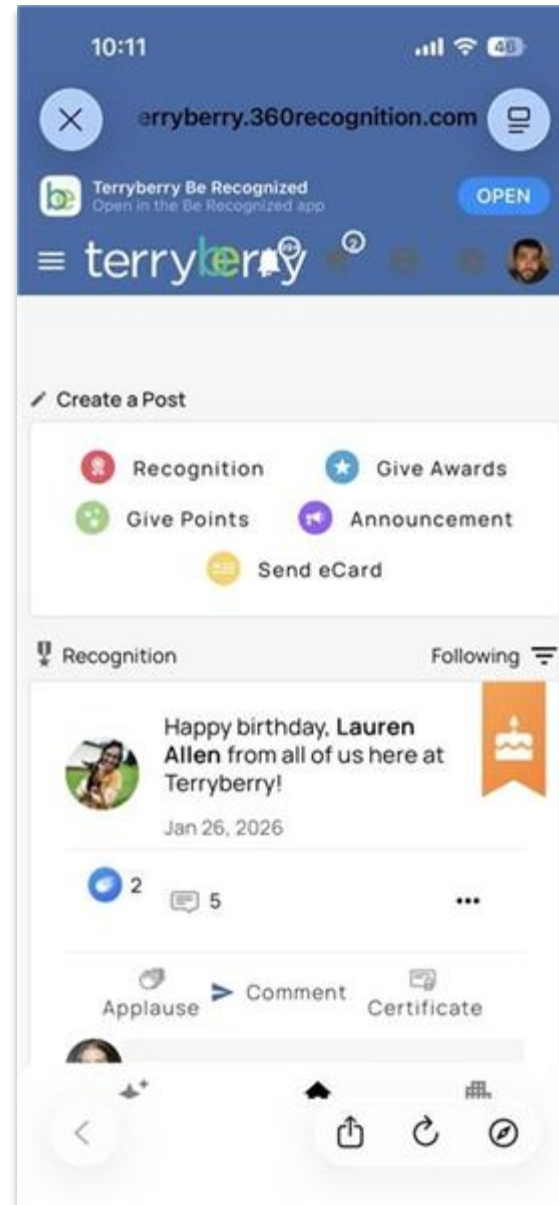 10:11
46
erryberry.360recognition.com
be
Terryberry Be Recognized
Open in the Be Recognized app
OPEN
terryberry
2
Create a Post
Recognition
Give Awards
Give Points
Announcement
Send eCard
Recognition
Following
Happy birthday, Lauren
Allen from all of us here at
Terryberry!
Jan 26, 2026
2
5
Applause
Comment
Certificate